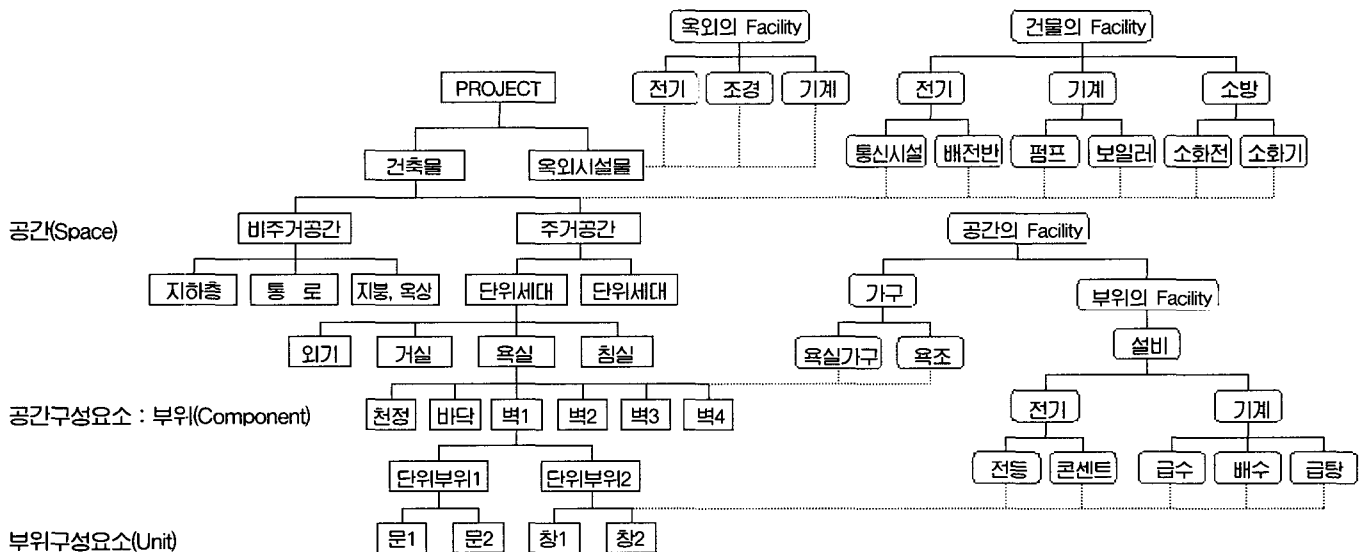 옥외의 Facility 건물의 Facility
PROJECT 전기 조경 기계 전기 기계 소방
건축물 옥외시설물 통신시설 배전반 펌프 보일러 소화전 소화기
공간(Space) 비주거공간 주거공간 공간의 Facility
지하층 통 로 지붕, 옥상 단위세대 단위세대 가구 부위의 Facility
외기 거실 욕실 침실 욕실가구 욕조 설비
공간구성요소 : 부위(Component) 천정 바닥 벽1 벽2 벽3 벽4 전기 기계
단위부위1 단위부위2 전등 콘센트 급수 배수 급탕
부위구성요소(Unit) 문1 문2 창1 창2